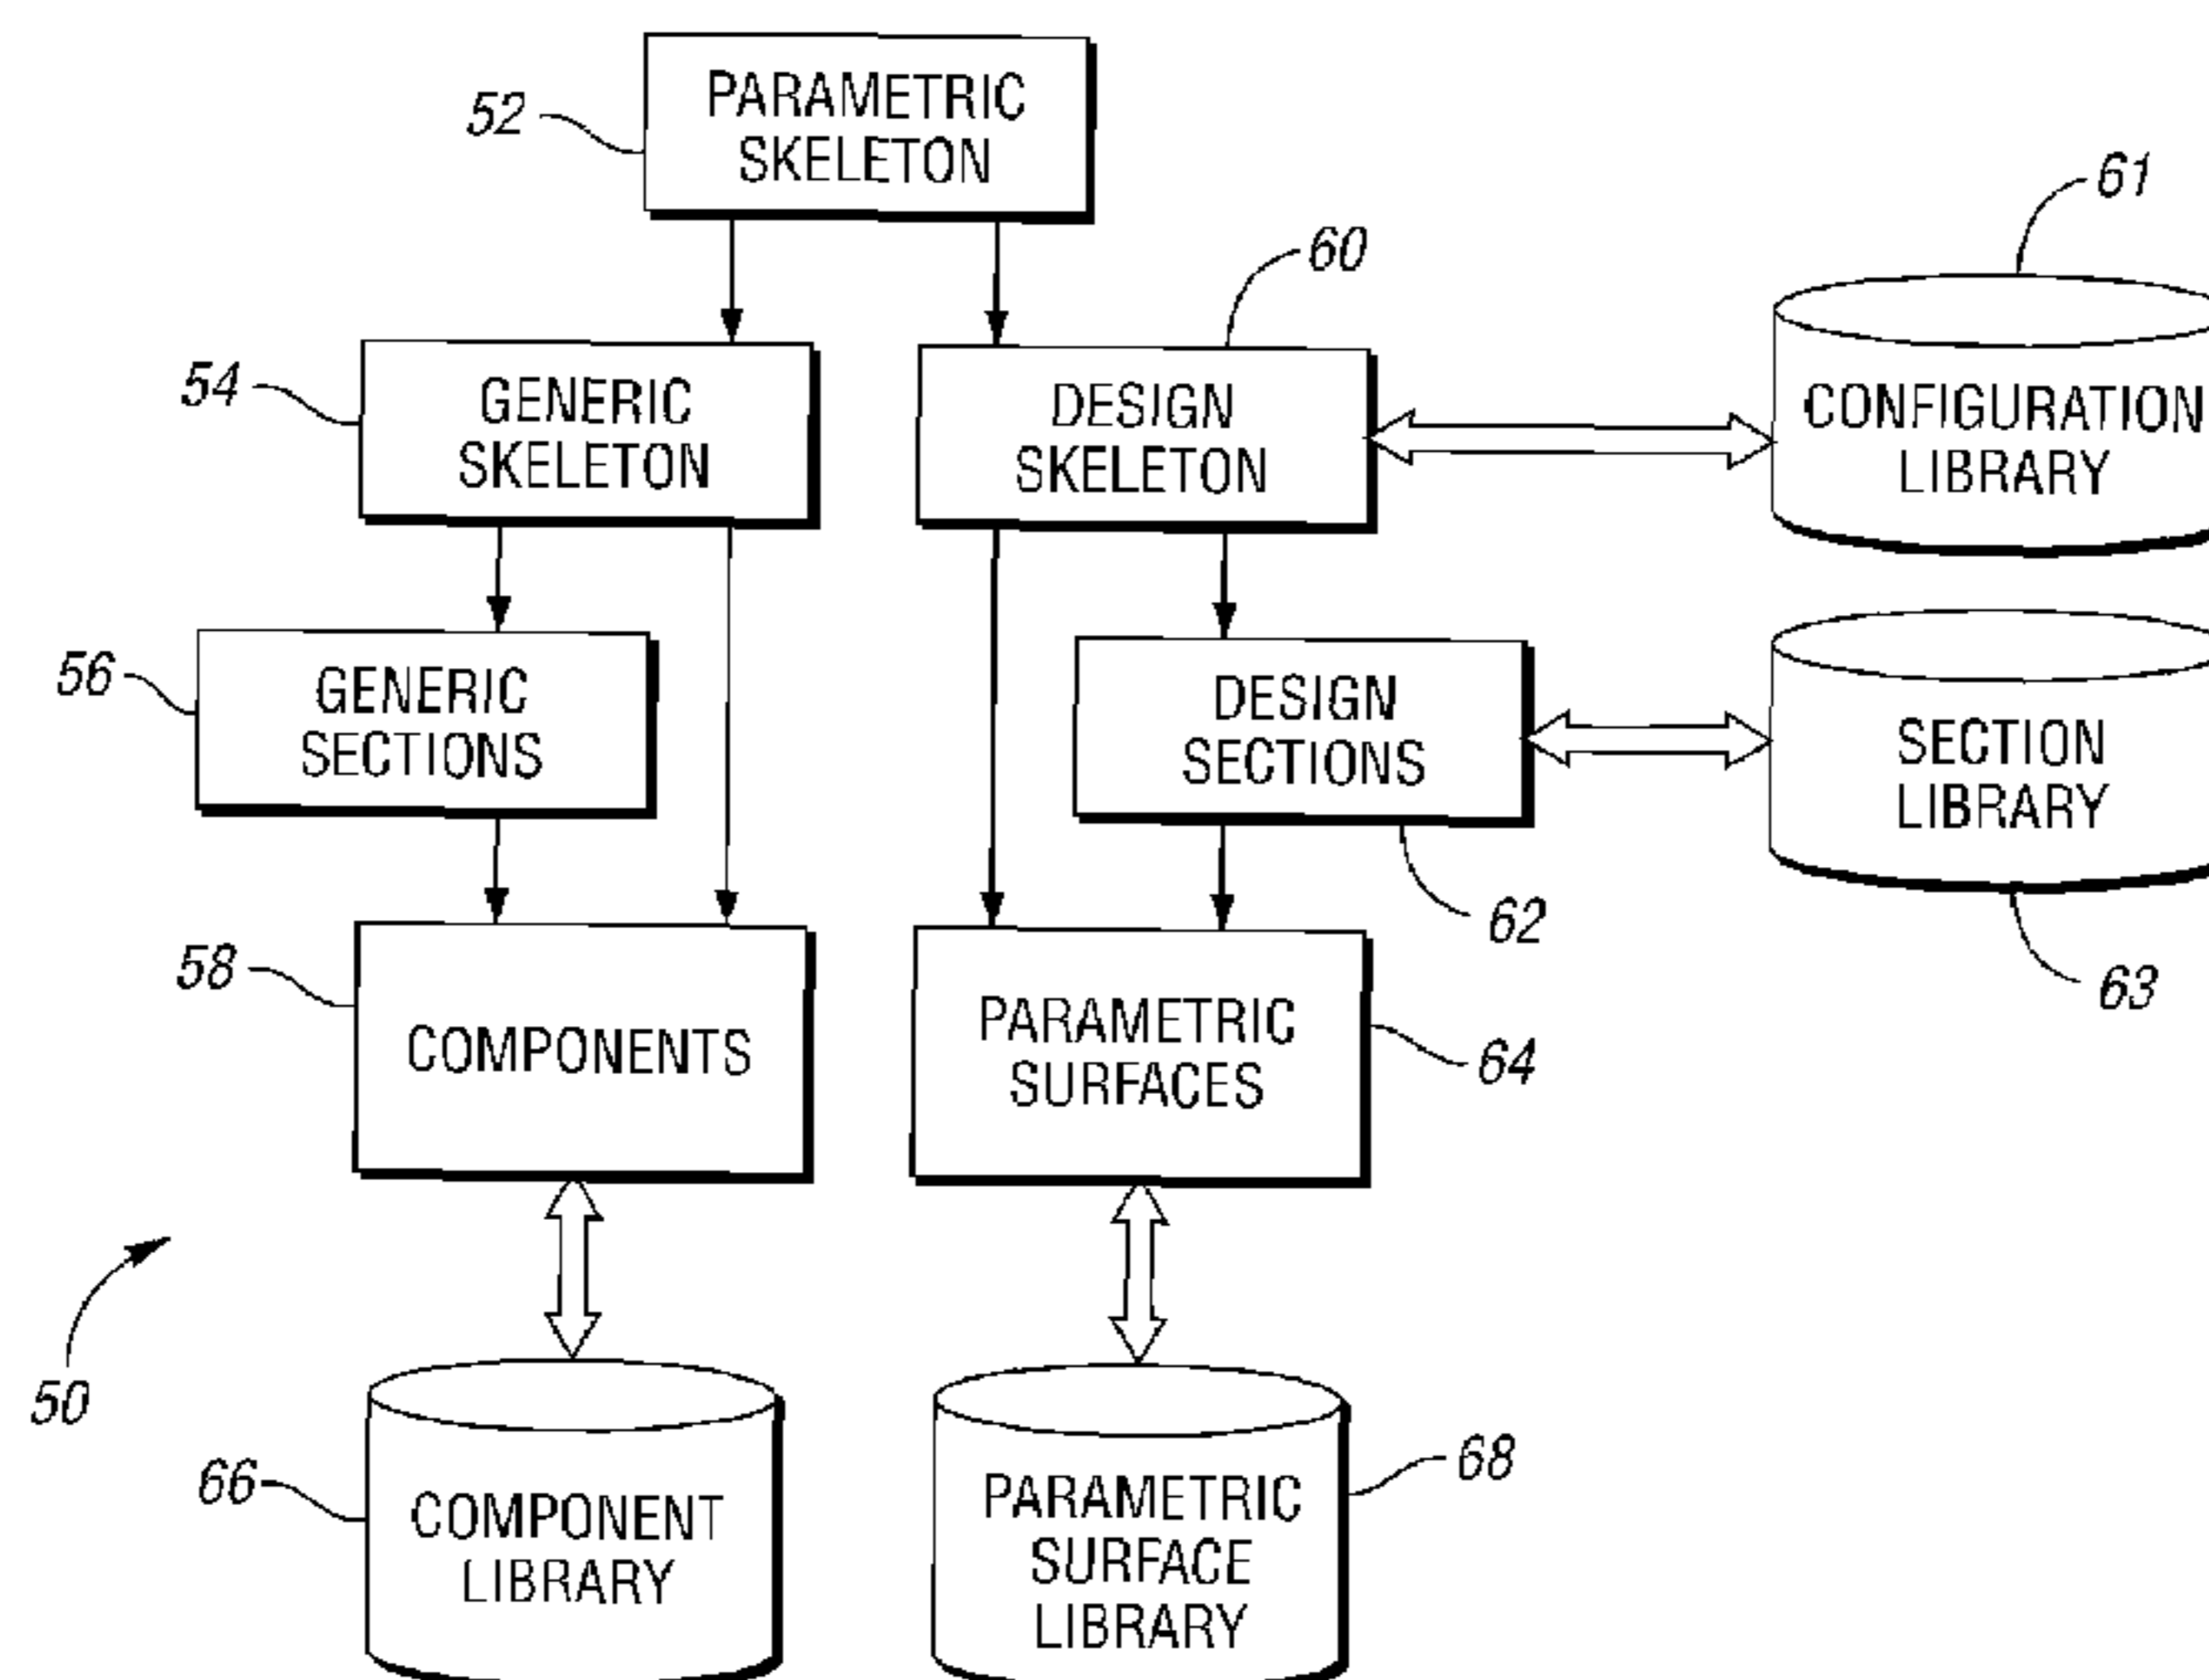 52
PARAMETRIC
SKELETON
61
60
54
GENERIC
SKELETON
DESIGN
SKELETON
CONFIGURATION
LIBRARY
56
GENERIC
SECTIONS
DESIGN
SECTIONS
SECTION
LIBRARY
62
63
58
COMPONENTS
PARAMETRIC
SURFACES
64
50
66
COMPONENT
LIBRARY
PARAMETRIC
SURFACE
LIBRARY
68